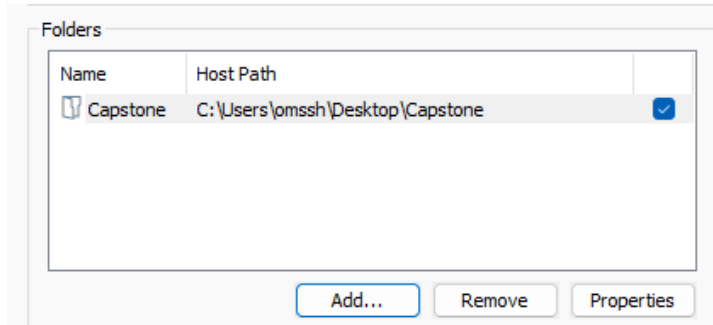 Folders
Name Host Path
Capstone C:\Users\omssh\Desktop\Capstone
Add... Remove Properties